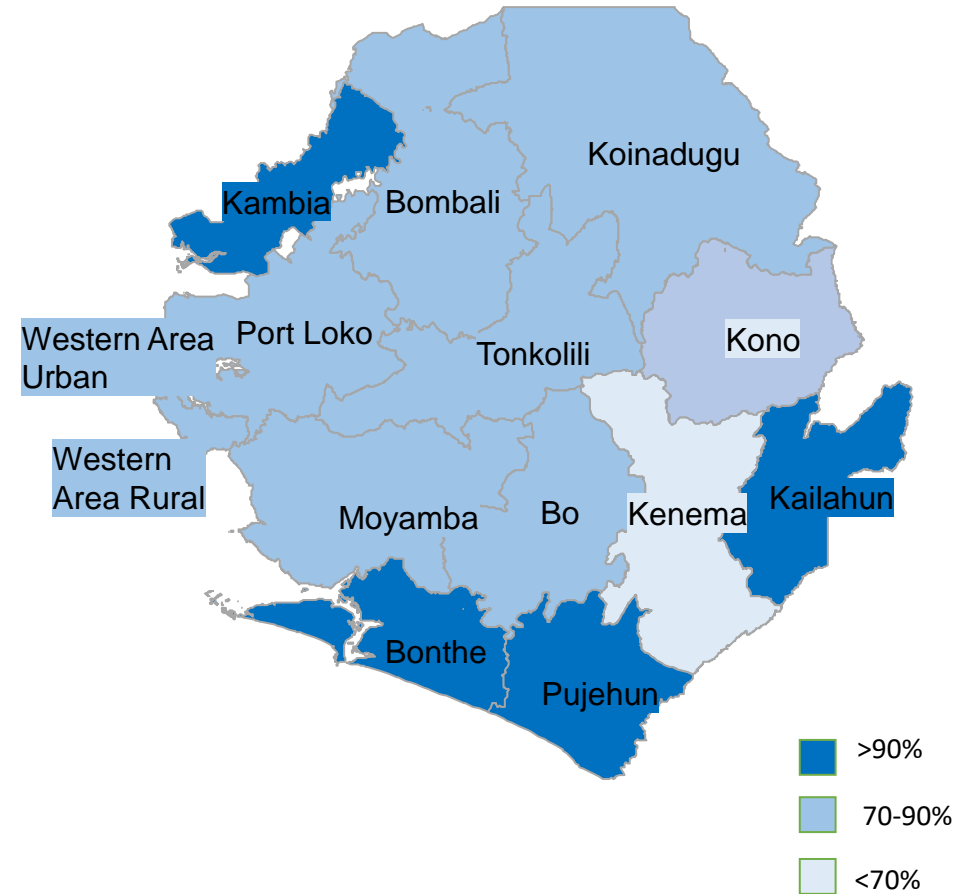 Koinadugu
Kambia
Bombali
Western Area
Urban
Port Loko
Tonkolili
Kono
Western
Area Rural
Moyamba
Bo
Kenema
Kailahun
Bonthe
Pujehun
>90%
70-90%
<70%